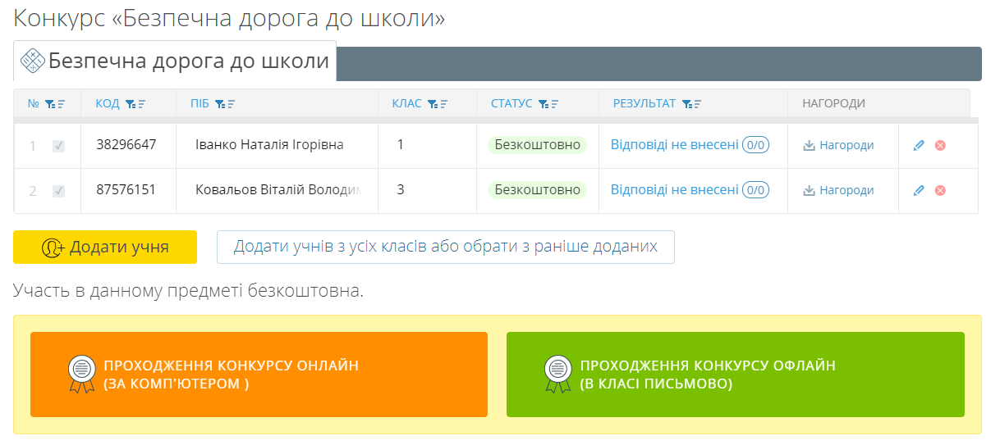 Конкурс «Безпечна дорога до школи»
Безпечна дорога до школи
№ КОД ПІБ КЛАС СТАТУС РЕЗУЛЬТАТ НАГОРОДИ
1 38296647 Іванко Наталія Ігорівна 1 Безкоштовно Відповіді не внесені 0/0 Нагороди
2 87576151 Ковальов Віталій Володим 3 Безкоштовно Відповіді не внесені 0/0 Нагороди
Додати учня Додати учнів з усіх класів або обрати з раніше доданих
Участь в данному предметі безкоштовна.
ПРОХОДЖЕННЯ КОНКУРСУ ОНЛАЙН
(ЗА КОМП'ЮТЕРОМ )
ПРОХОДЖЕННЯ КОНКУРСУ ОФЛАЙН
(В КЛАСІ ПИСЬМОВО)